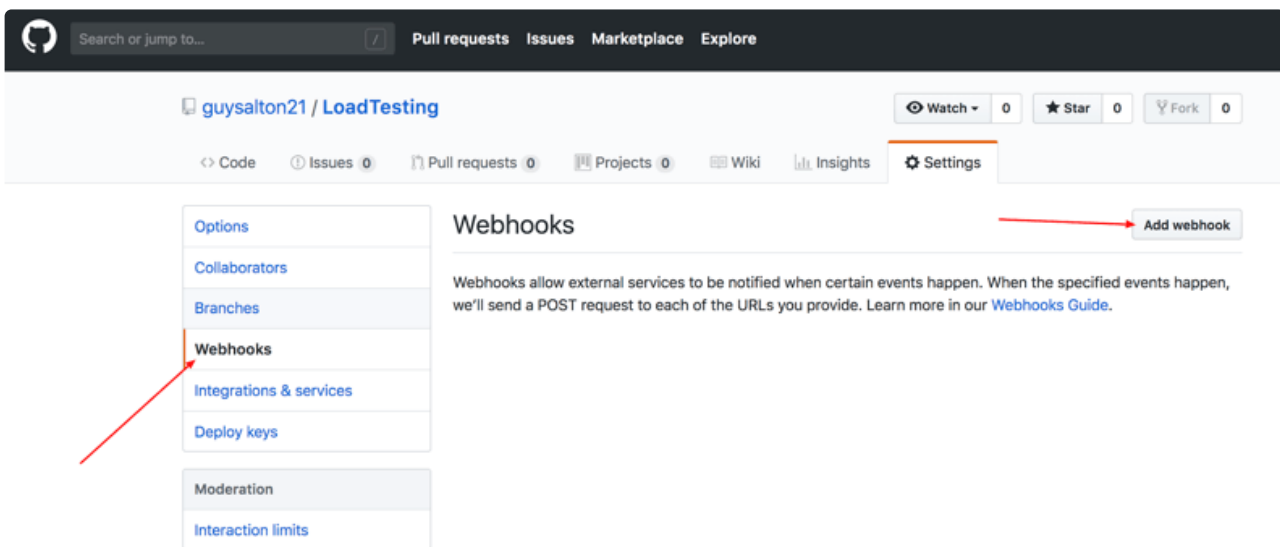 Search or jump to... / Pull requests Issues Marketplace Explore
guysalton21 / LoadTesting Watch 0 Star 0 Fork 0
<> Code Issues 0 Pull requests 0 Projects 0 Wiki Insights Settings
Options
Collaborators
Branches
Webhooks
Integrations & services
Deploy keys
Moderation
Interaction limits
Webhooks Add webhook
Webhooks allow external services to be notified when certain events happen. When the specified events happen,
we'll send a POST request to each of the URLs you provide. Learn more in our Webhooks Guide.